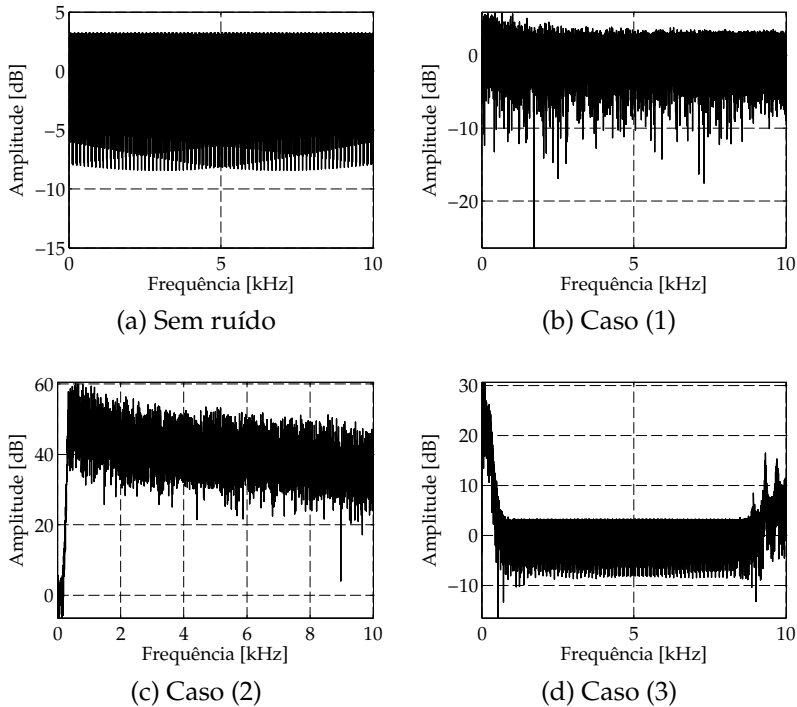 5
0
−5
−10
−15
0
5
10
Amplitude [dB]
Frequência [kHz]
(a) Sem ruído
0
−10
−20
0
5
10
Amplitude [dB]
Frequência [kHz]
(b) Caso (1)
60
40
20
0
0
2
4
6
8
10
Amplitude [dB]
Frequência [kHz]
(c) Caso (2)
30
20
10
0
−10
0
5
10
Amplitude [dB]
Frequência [kHz]
(d) Caso (3)